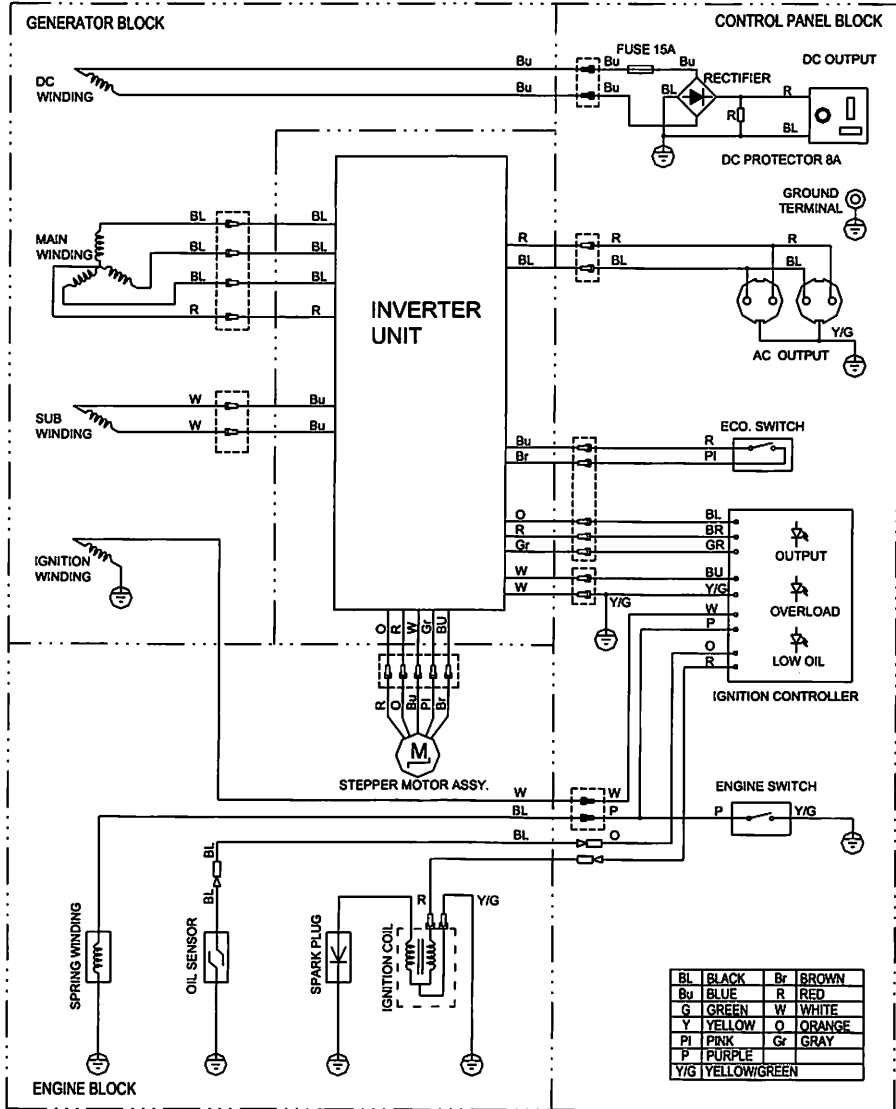 GENERATOR BLOCK
CONTROL PANEL BLOCK
DC
WINDING
Bu
Bu
Bu
Bu
FUSE 15A
Bu
BL
RECTIFIER
R
R
BL
DC OUTPUT
DC PROTECTOR 8A
GROUND
TERMINAL
MAIN
WINDING
BL
BL
BL
BL
BL
BL
R
R
INVERTER
UNIT
R
R
R
BL
BL
BL
Y/G
AC OUTPUT
SUB
WINDING
W
Bu
W
Bu
Bu
R
Br
PI
ECO. SWITCH
IGNITION
WINDING
O
BL
R
BR
Gr
GR
W
BU
W
Y/G
Y/G
W
P
O
R
OUTPUT
OVERLOAD
LOW OIL
IGNITION CONTROLLER
O
R
W
Gr
BU
R
O
Bu
PI
Br
M
STEPPER MOTOR ASSY.
W
W
BL
P
P
Y/G
ENGINE SWITCH
BL
O
BL
BL
R
Y/G
SPRING WINDING
OIL SENSOR
SPARK PLUG
IGNITION COIL
BL BLACK Br BROWN
Bu BLUE R RED
G GREEN W WHITE
Y YELLOW O ORANGE
PI PINK Gr GRAY
P PURPLE
Y/G YELLOW/GREEN
ENGINE BLOCK